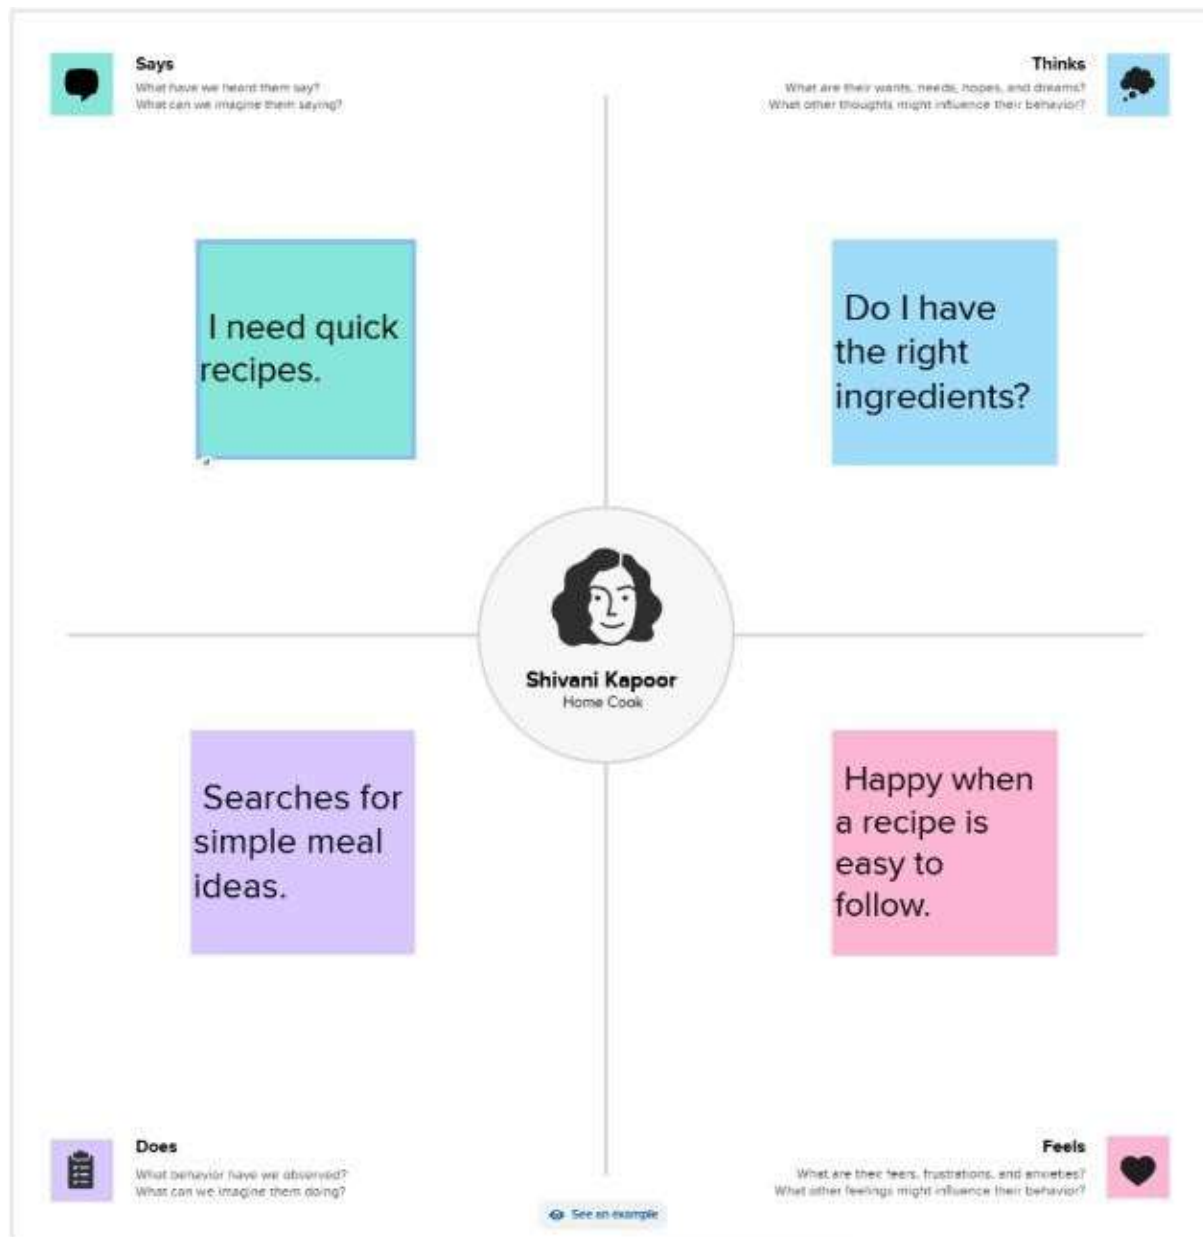 Says
What have we heard them say?
What can we imagine them saying?
Thinks
What are their wants, needs, hopes, and dreams?
What other thoughts might influence their behavior?
I need quick
recipes.
Do I have
the right
ingredients?
Shivani Kapoor
Home Cook
Searches for
simple meal
ideas.
Happy when
a recipe is
easy to
follow.
Does
What behavior have we observed?
What can we imagine them doing?
Feels
What are their fears, frustrations, and anxieties?
What other feelings might influence their behavior?
See an example